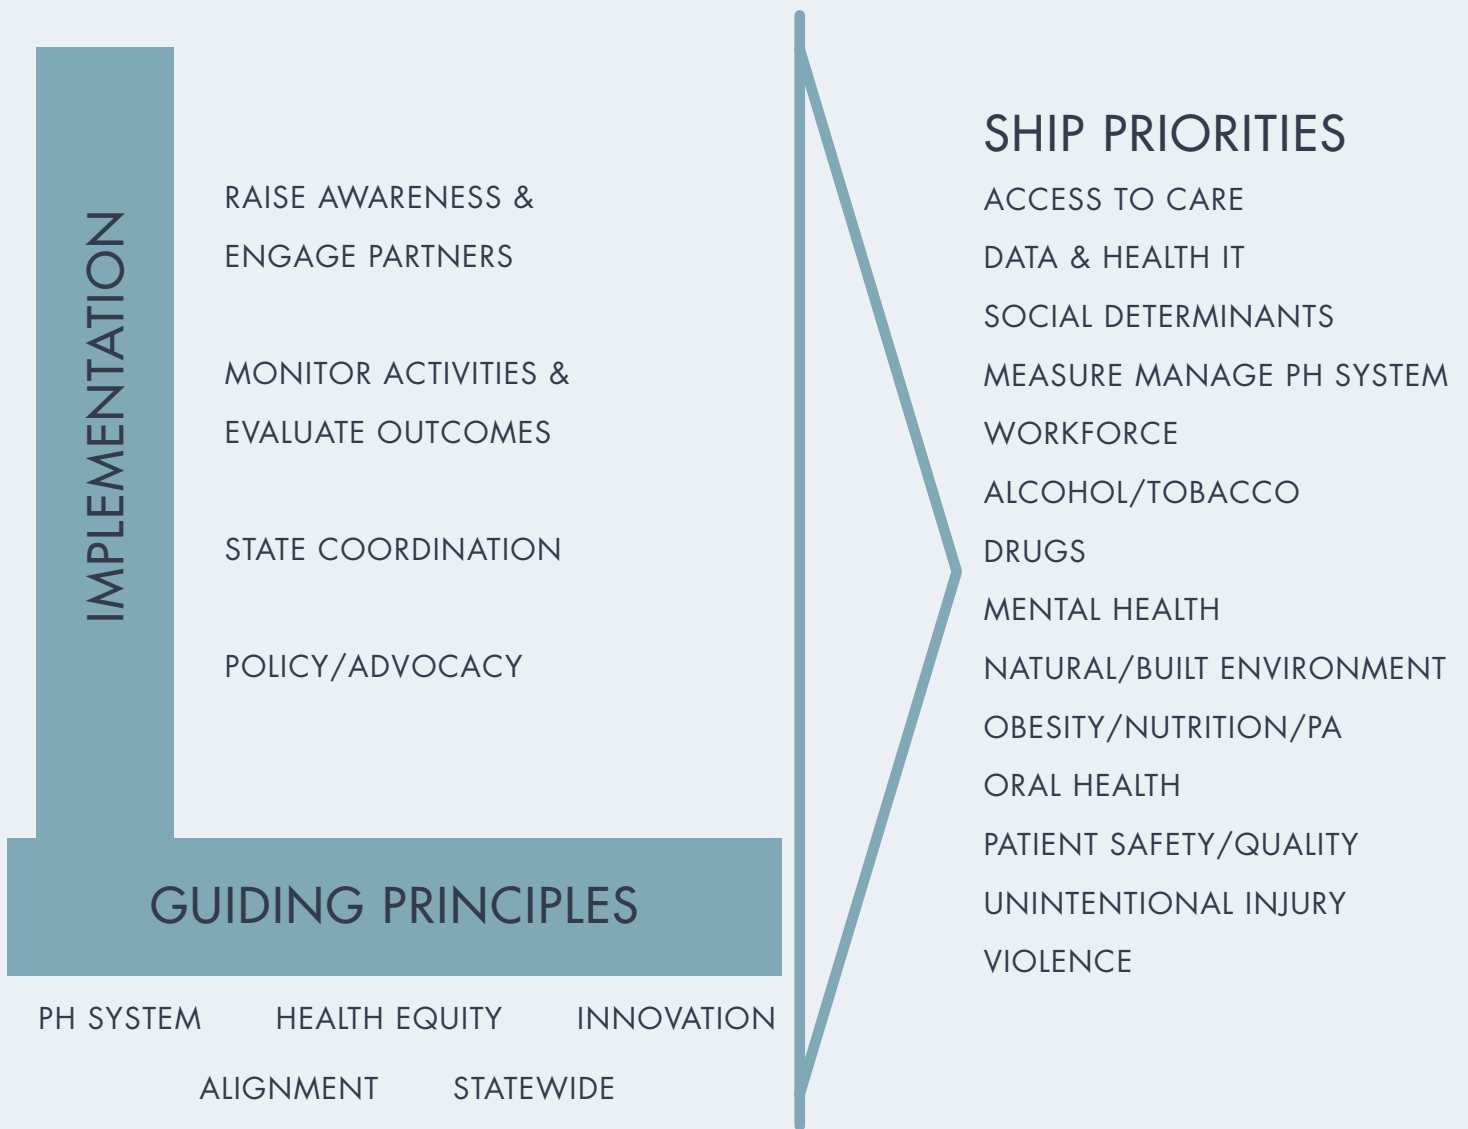 IMPLEMENTATION
RAISE AWARENESS &
ENGAGE PARTNERS
MONITOR ACTIVITIES &
EVALUATE OUTCOMES
STATE COORDINATION
POLICY/ADVOCACY
GUIDING PRINCIPLES
PH SYSTEM HEALTH EQUITY INNOVATION
ALIGNMENT STATEWIDE
SHIP PRIORITIES
ACCESS TO CARE
DATA & HEALTH IT
SOCIAL DETERMINANTS
MEASURE MANAGE PH SYSTEM
WORKFORCE
ALCOHOL/TOBACCO
DRUGS
MENTAL HEALTH
NATURAL/BUILT ENVIRONMENT
OBESITY/NUTRITION/PA
ORAL HEALTH
PATIENT SAFETY/QUALITY
UNINTENTIONAL INJURY
VIOLENCE